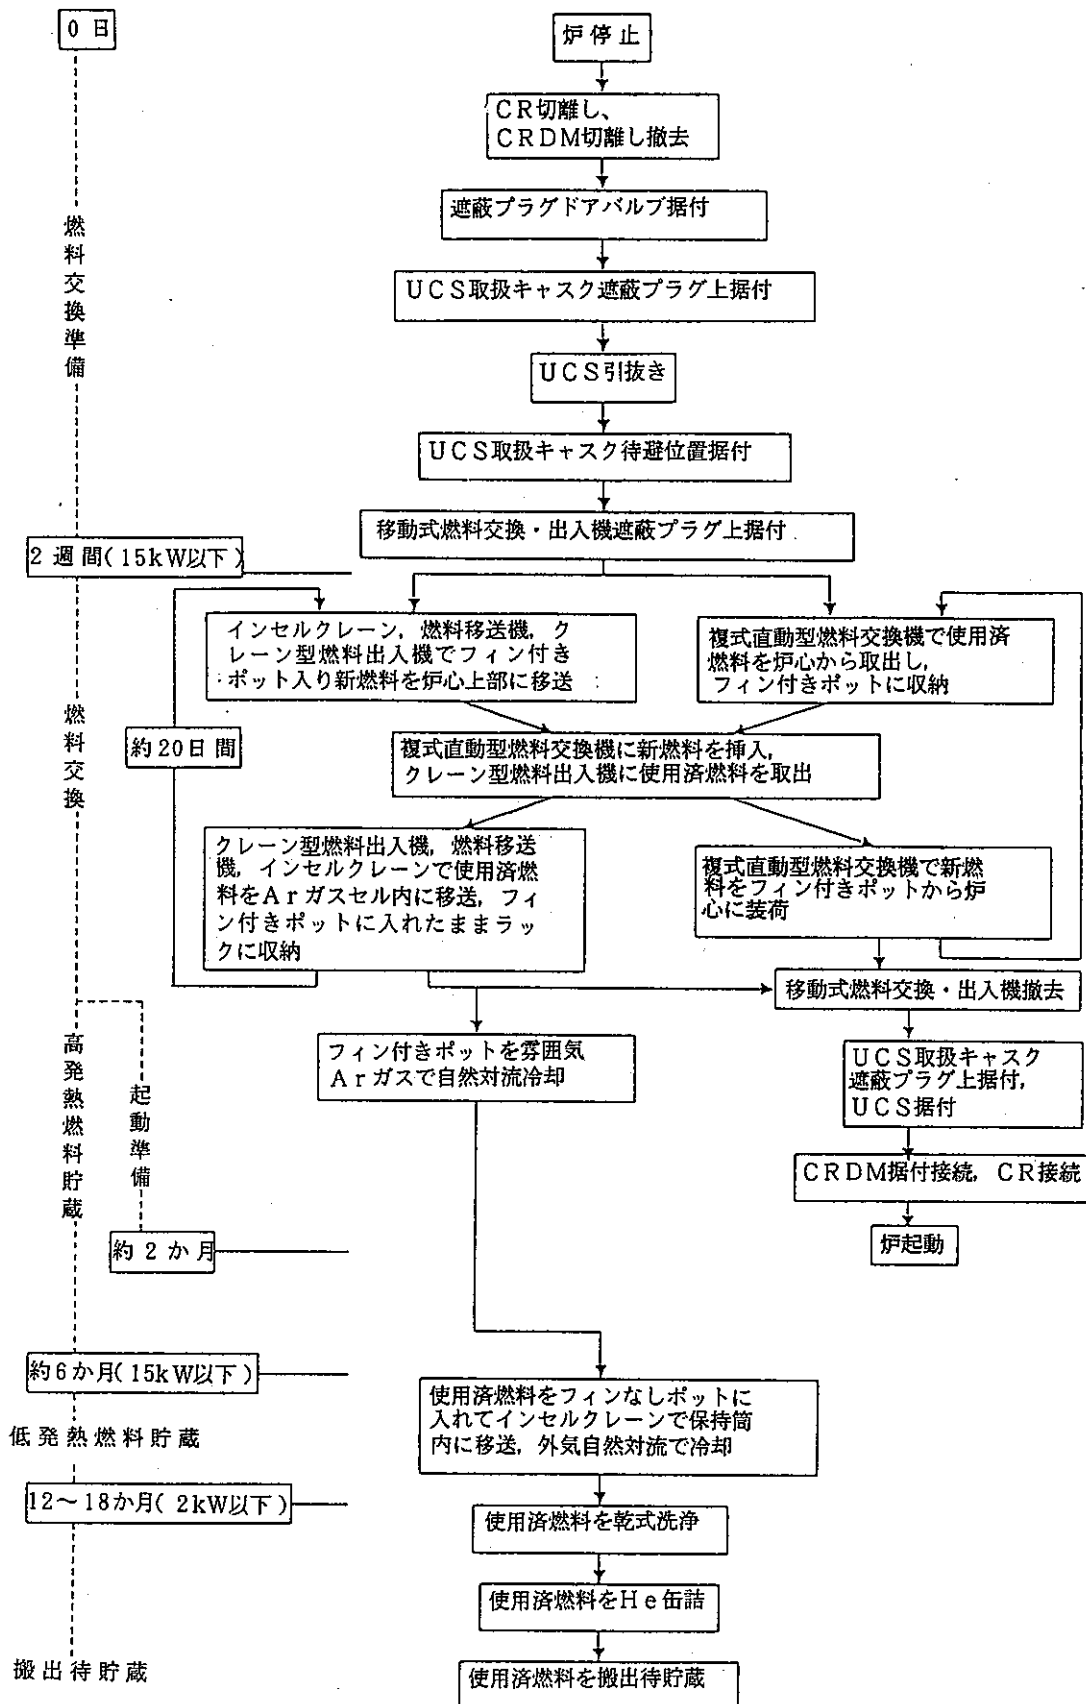 0 日
炉 停 止
CR切離し、
CRDM切離し撤去
遮蔽プラグドアバルブ据付
燃料交換準備
UCS取扱キャスク遮蔽プラグ上据付
UCS引抜き
UCS取扱キャスク待避位置据付
移動式燃料交換・出入機遮蔽プラグ上据付
2 週 間( 15kW以下 )
インセルクレーン, 燃料移送機, ク
レーン型燃料出入機でフィン付き
ポット入り新燃料を炉心上部に移送
複式直動型燃料交換機で使用済
燃料を炉心から取出し,
フィン付きポットに収納
燃料交換
約20日間
複式直動型燃料交換機に新燃料を挿入,
クレーン型燃料出入機に使用済燃料を取出
クレーン型燃料出入機, 燃料移送
機, インセルクレーンで使用済燃
料をArガスセル内に移送, フィ
ン付きポットに入れたままラッ
クに収納
複式直動型燃料交換機で新燃
料をフィン付きポットから炉
心に装荷
移動式燃料交換・出入機撤去
高発熱燃料貯蔵
起動準備
フィン付きポットを雰囲気
Arガスで自然対流冷却
UCS取扱キャスク
遮蔽プラグ上据付,
UCS据付
CRDM据付接続, CR接続
炉起動
約 2 か 月
約6か月( 15kW以下 )
使用済燃料をフィンなしポットに
入れてインセルクレーンで保持筒
内に移送, 外気自然対流で冷却
低発熱燃料貯蔵
12～18か月( 2kW以下 )
使用済燃料を乾式洗浄
使用済燃料をHe缶詰
搬出待貯蔵
使用済燃料を搬出待貯蔵